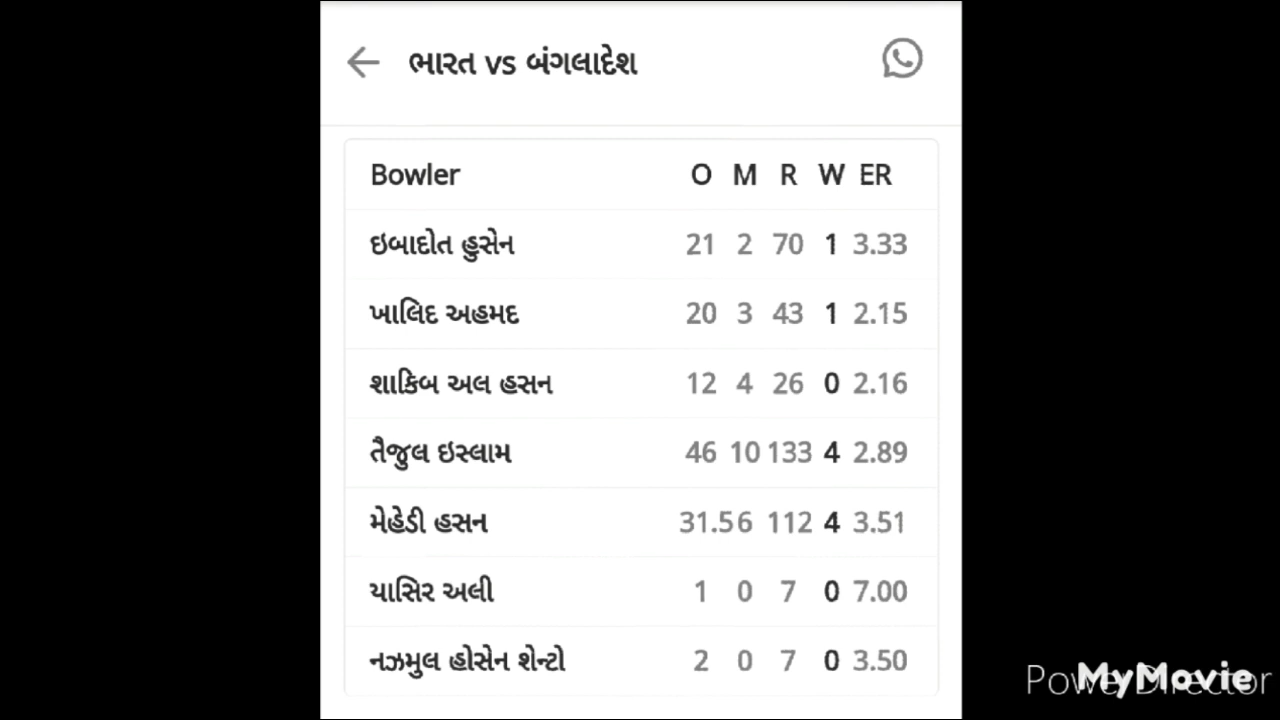 ભારત vs બંગલાદેશ
Bowler O M R W ER
ઇબાદોત હુસેન 21 2 70 1 3.33
ખાલિદ અહમદ 20 3 43 1 2.15
શાકિબ અલ હસન 12 4 26 0 2.16
તૈજુલ ઇસ્લામ 46 10 133 4 2.89
મેહેડી હસન 31.5 6 112 4 3.51
યાસિર અલી 1 0 7 0 7.00
નઝમુલ હોસેન શેન્ટો 2 0 7 0 3.50
PowerDirector
MyMovie